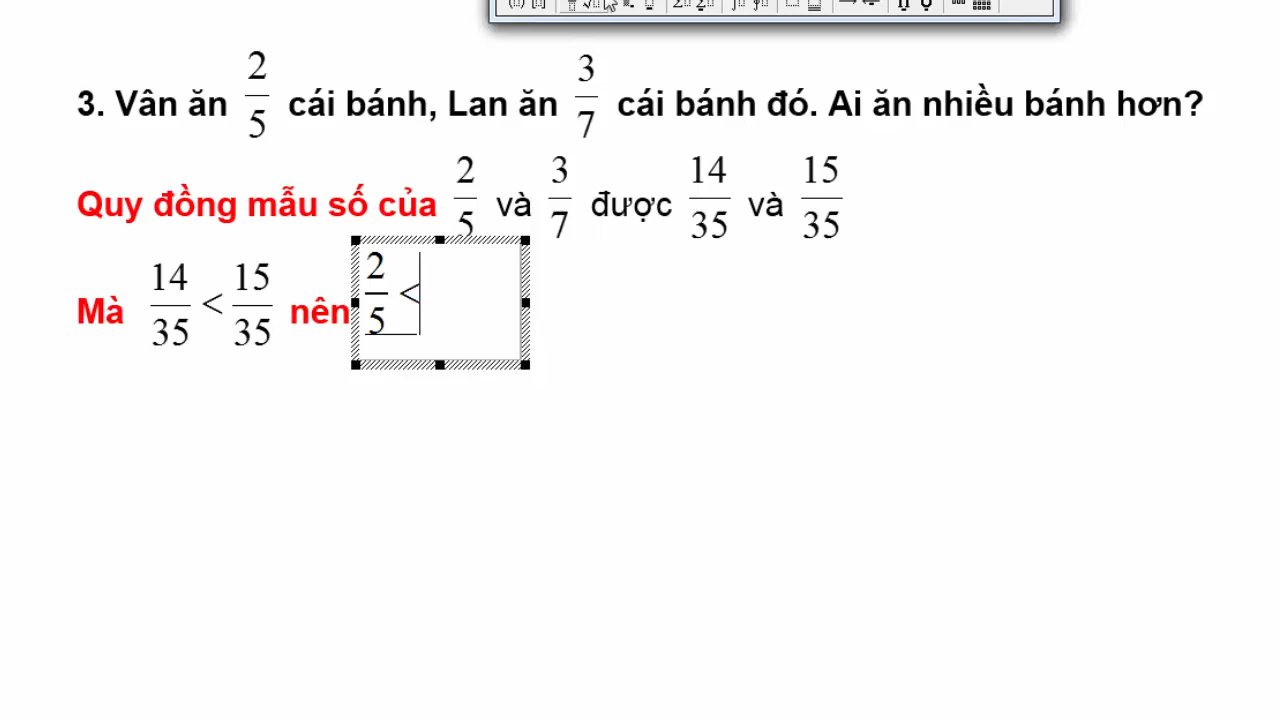 3. Vân ăn 2/5 cái bánh, Lan ăn 3/7 cái bánh đó. Ai ăn nhiều bánh hơn?
Quy đồng mẫu số của 2/5 và 3/7 được 14/35 và 15/35
Mà 14/35 < 15/35 nên 2/5 <